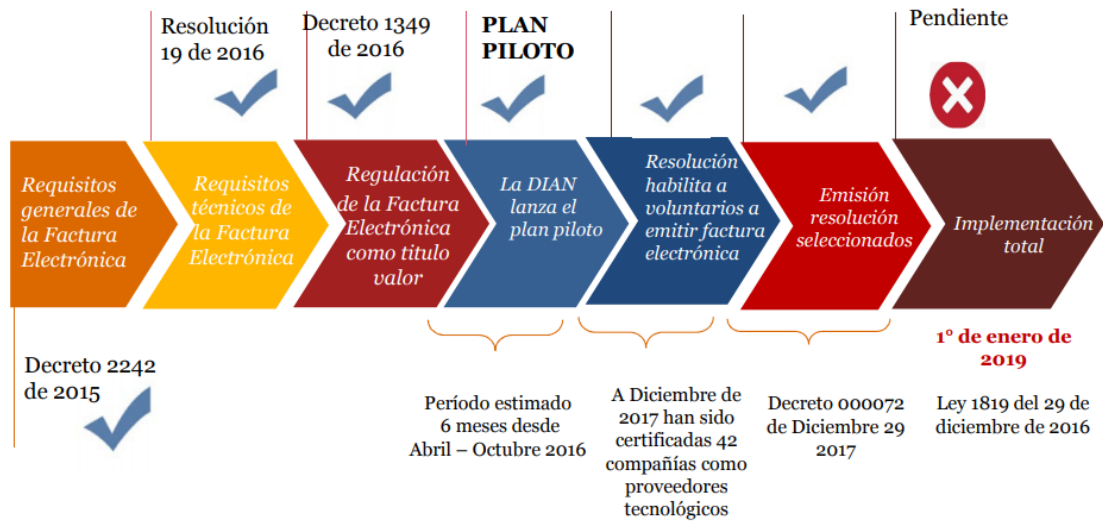 Resolución
19 de 2016
Decreto 1349
de 2016
PLAN
PILOTO
Pendiente
Requisitos
generales de
la Factura
Electrónica
Requisitos
técnicos de
la Factura
Electrónica
Regulación
de la Factura
Electrónica
como titulo
valor
La DIAN
lanza el
plan piloto
Resolución
habilita a
voluntarios a
emitir factura
electrónica
Emisión
resolución
seleccionados
Implementación
total
Decreto 2242
de 2015
Período estimado
6 meses desde
Abril – Octubre 2016
A Diciembre de
2017 han sido
certificadas 42
compañías como
proveedores
tecnológicos
Decreto 000072
de Diciembre 29
2017
1° de enero de
2019
Ley 1819 del 29 de
diciembre de 2016